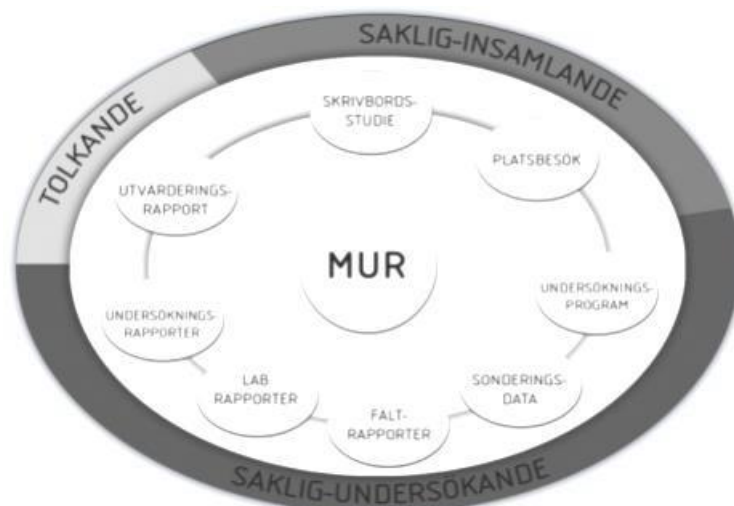 SAKLIG-INSAMLANDE
TOLKANDE
SKRIVBORDS-
STUDIE
PLATSBESÖK
UTVÄRDERINGS-
RAPPORT
MUR
UNDERSÖKNINGS-
PROGRAM
UNDERSÖKNINGS-
RAPPORTER
LAB
RAPPORTER
SONDERINGS-
DATA
FÄLT-
RAPPORTER
SAKLIG-UNDERSÖKANDE